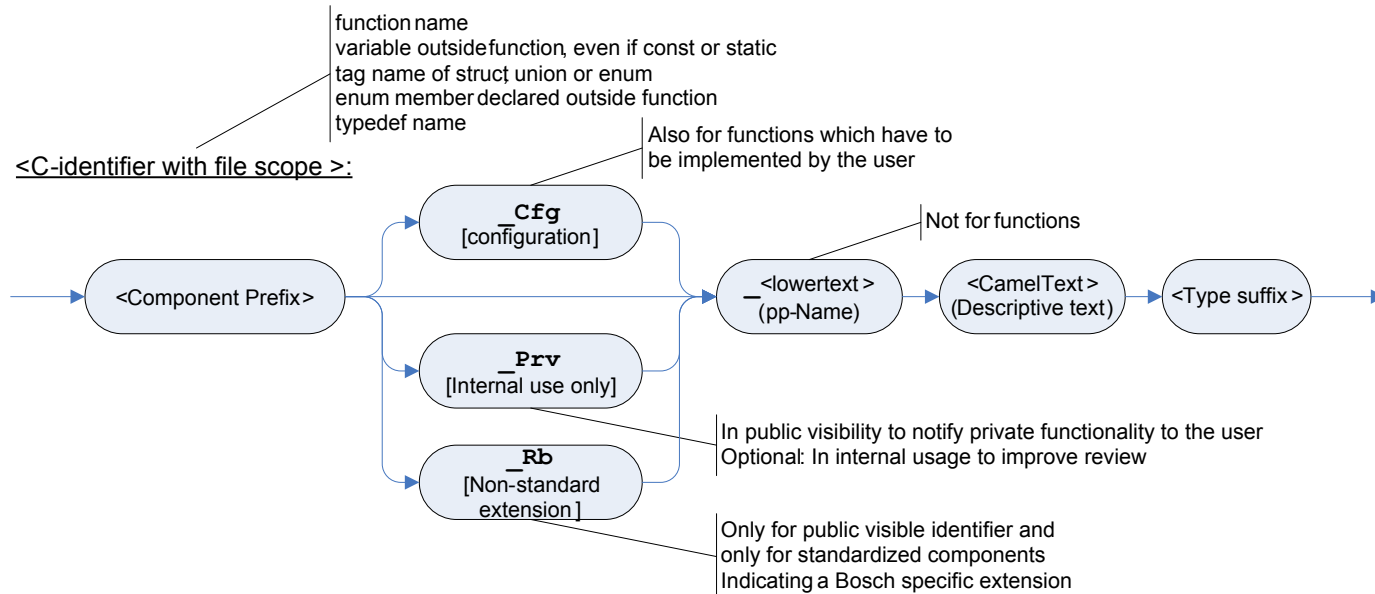 function name
variable outside function, even if const or static
tag name of struct, union or enum
enum member declared outside function
typedef name
<C-identifier with file scope >:
Also for functions which have to
be implemented by the user
_Cfg
[configuration]
Not for functions
<Component Prefix>
_<lowertext>
(pp-Name)
<CamelText>
(Descriptive text)
<Type suffix>
_Prv
[Internal use only]
In public visibility to notify private functionality to the user
Optional: In internal usage to improve review
_Rb
[Non-standard
extension]
Only for public visible identifier and
only for standardized components
Indicating a Bosch specific extension